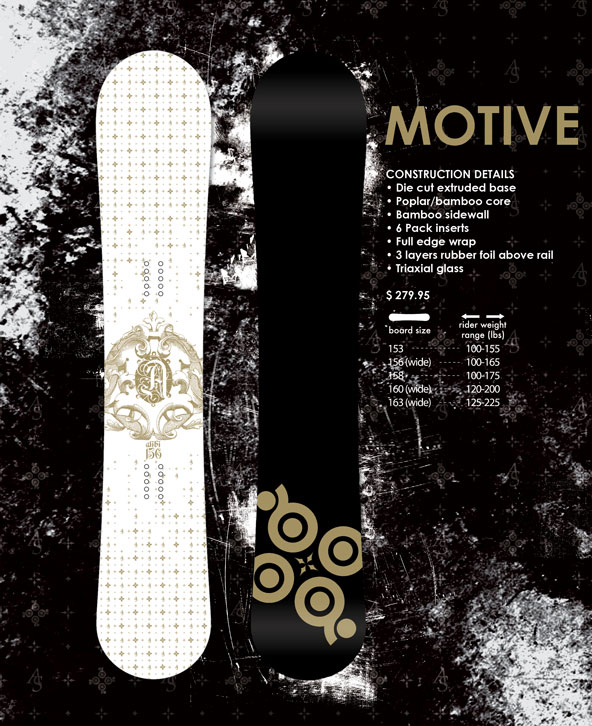 MOTIVE
CONSTRUCTION DETAILS
• Die cut extruded base
• Poplar/bamboo core
• Bamboo sidewall
• 6 Pack inserts
• Full edge wrap
• 3 layers rubber foil above rail
• Triaxial glass
$ 279.95
board size rider weight
range (lbs)
153 100-155
156 (wide) 100-165
158 100-175
160 (wide) 120-200
163 (wide) 125-225
A
alibi
156